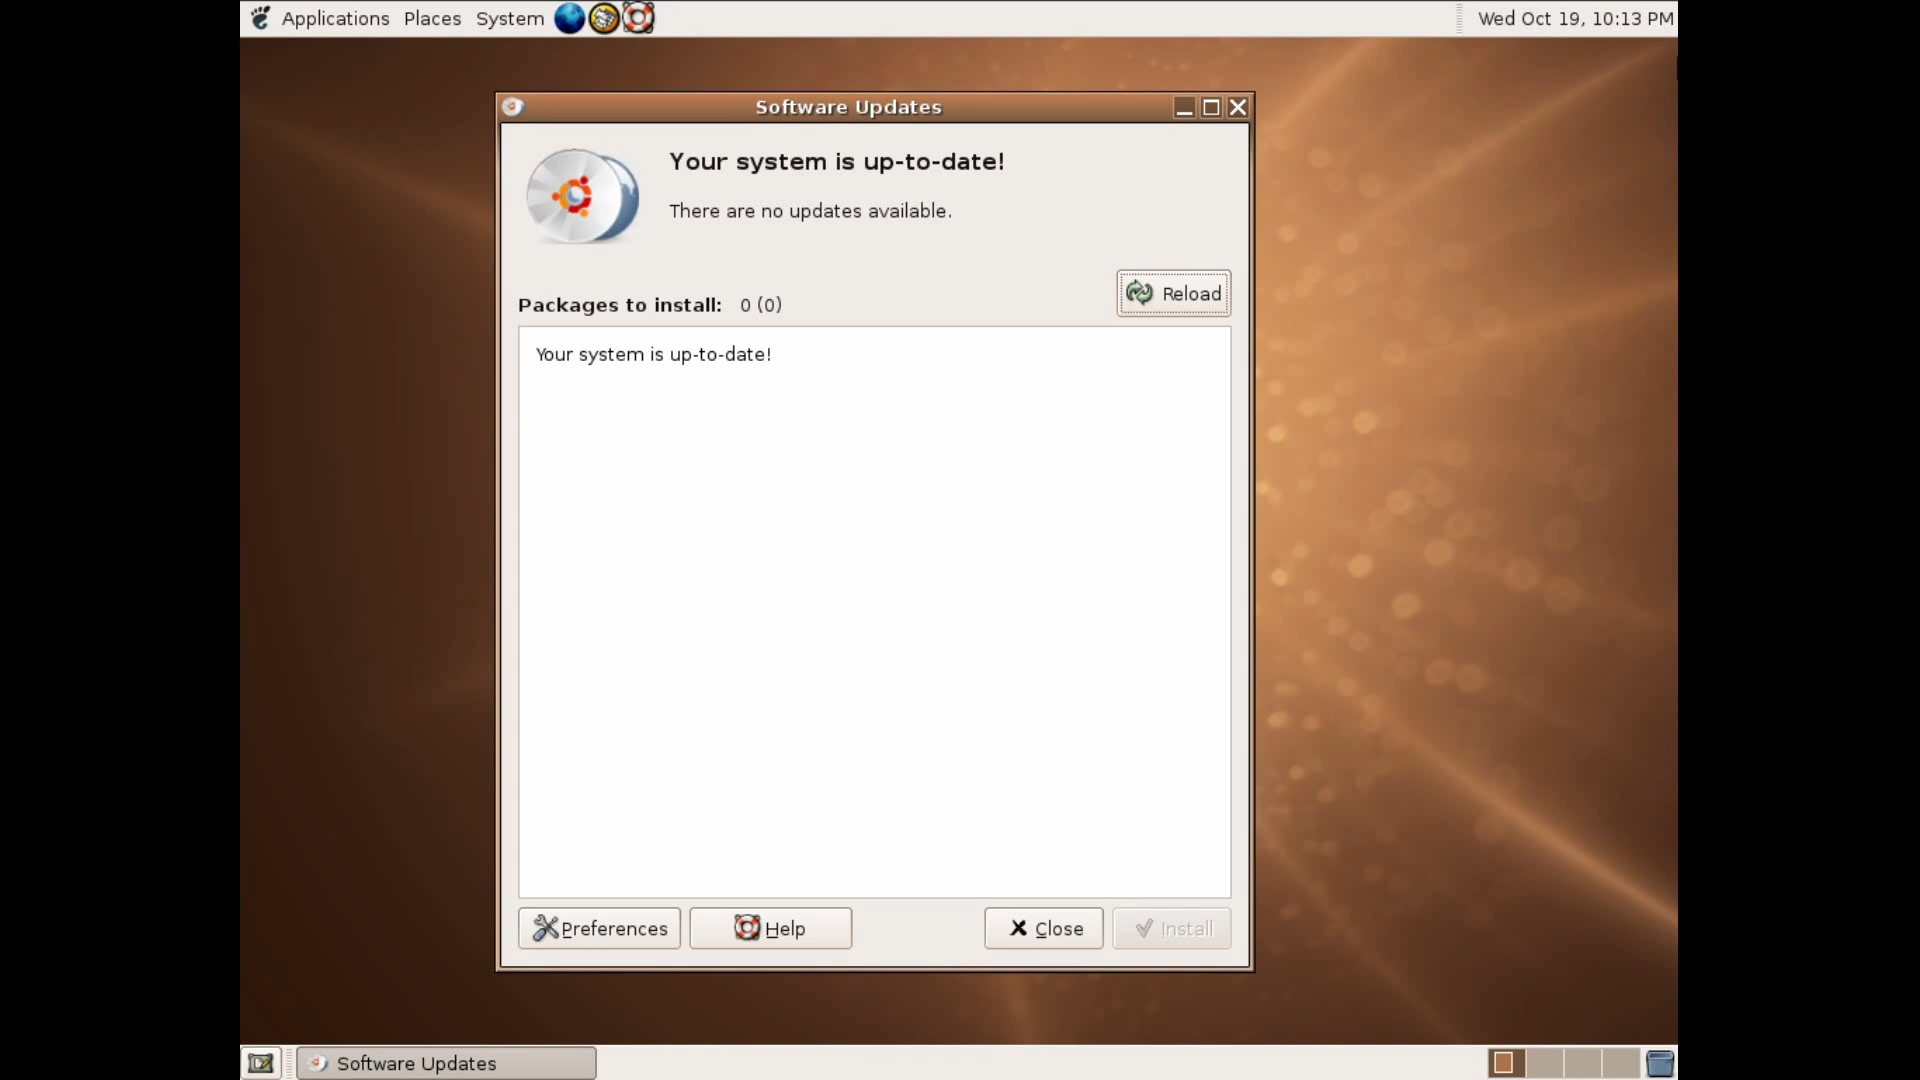 Applications Places System
Wed Oct 19, 10:13 PM
Software Updates
Your system is up-to-date!
There are no updates available.
Reload
Packages to install: 0 (0)
Your system is up-to-date!
Preferences
Help
Close
Install
Software Updates